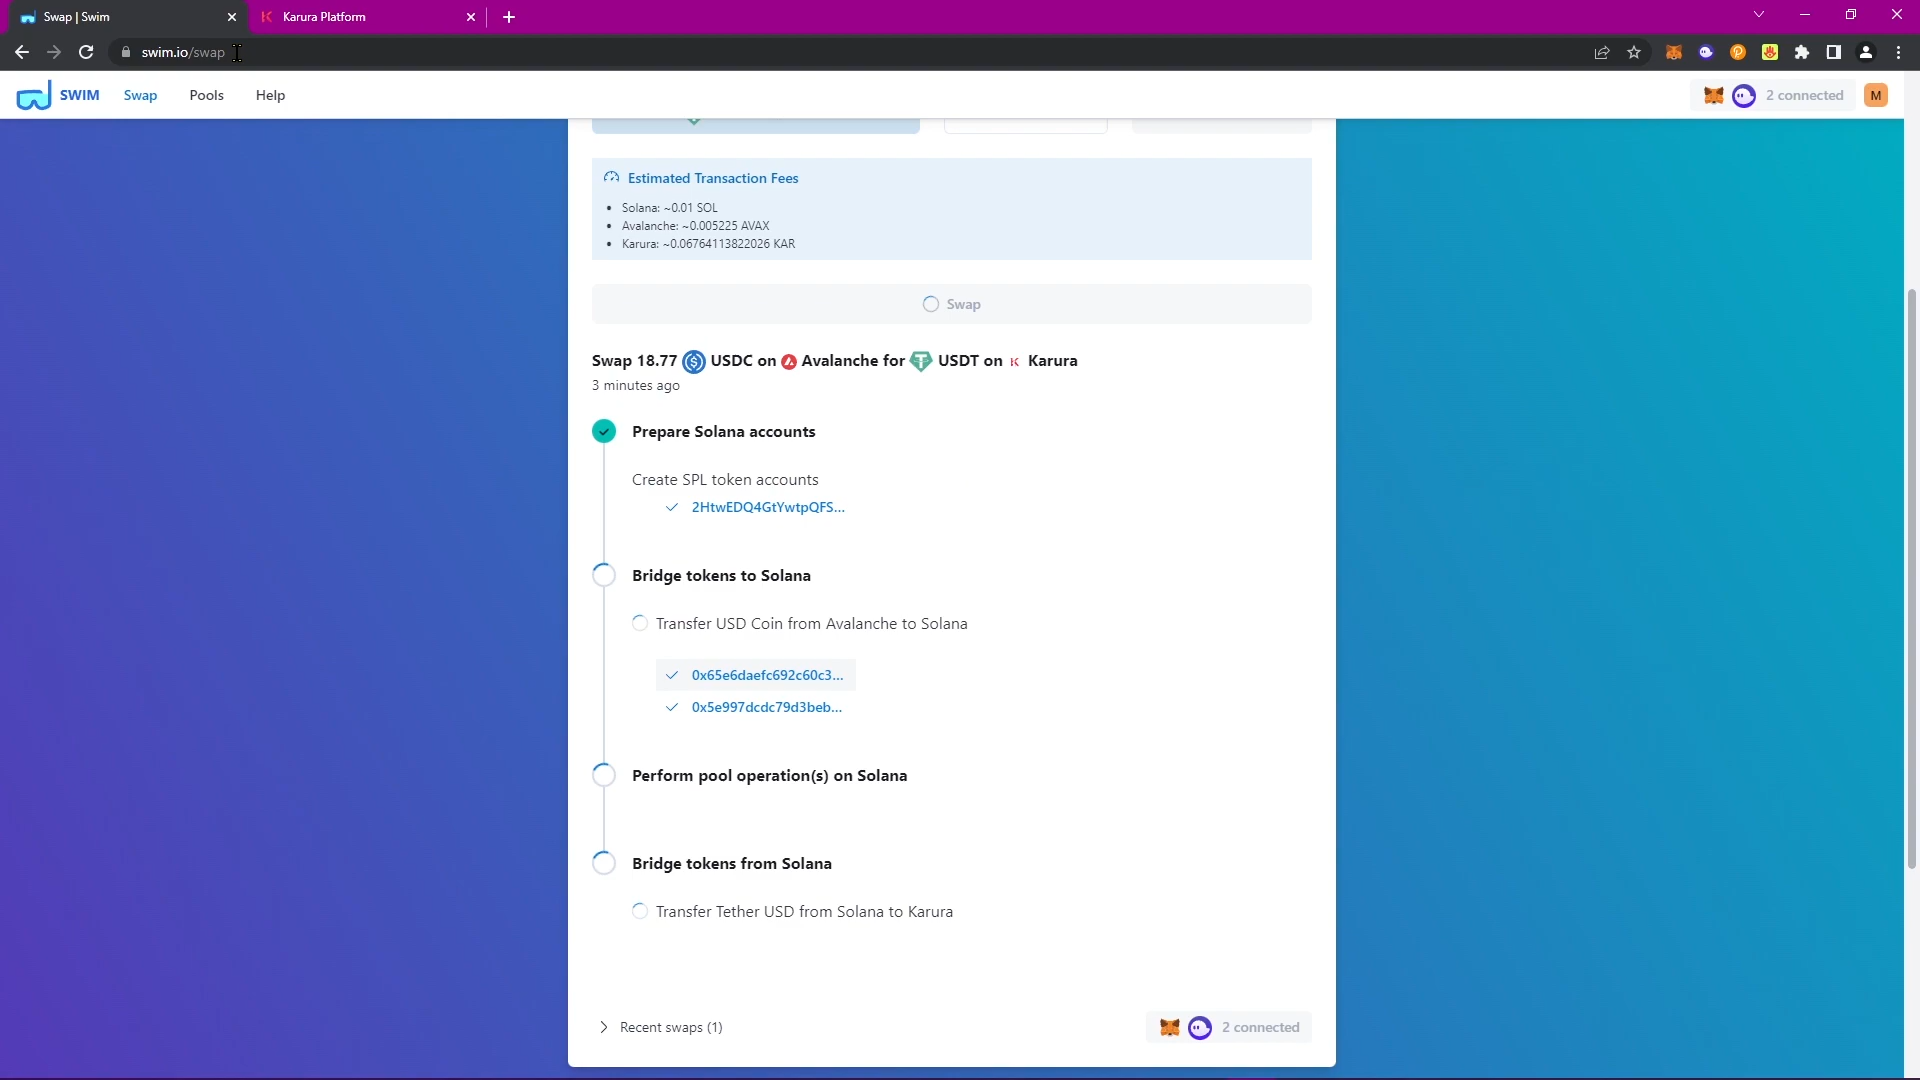 Swap | Swim
Karura Platform
swim.io/swap
SWIM
Swap
Pools
Help
2 connected
M
Estimated Transaction Fees
• Solana: ~0.01 SOL
• Avalanche: ~0.005225 AVAX
• Karura: ~0.06764113822026 KAR
Swap
Swap 18.77 USDC on Avalanche for USDT on Karura
3 minutes ago
Prepare Solana accounts
Create SPL token accounts
2HtwEDQ4GtYwtpQFS...
Bridge tokens to Solana
Transfer USD Coin from Avalanche to Solana
0x65e6daefc692c60c3...
0x5e997dcdc79d3beb...
Perform pool operation(s) on Solana
Bridge tokens from Solana
Transfer Tether USD from Solana to Karura
Recent swaps (1)
2 connected